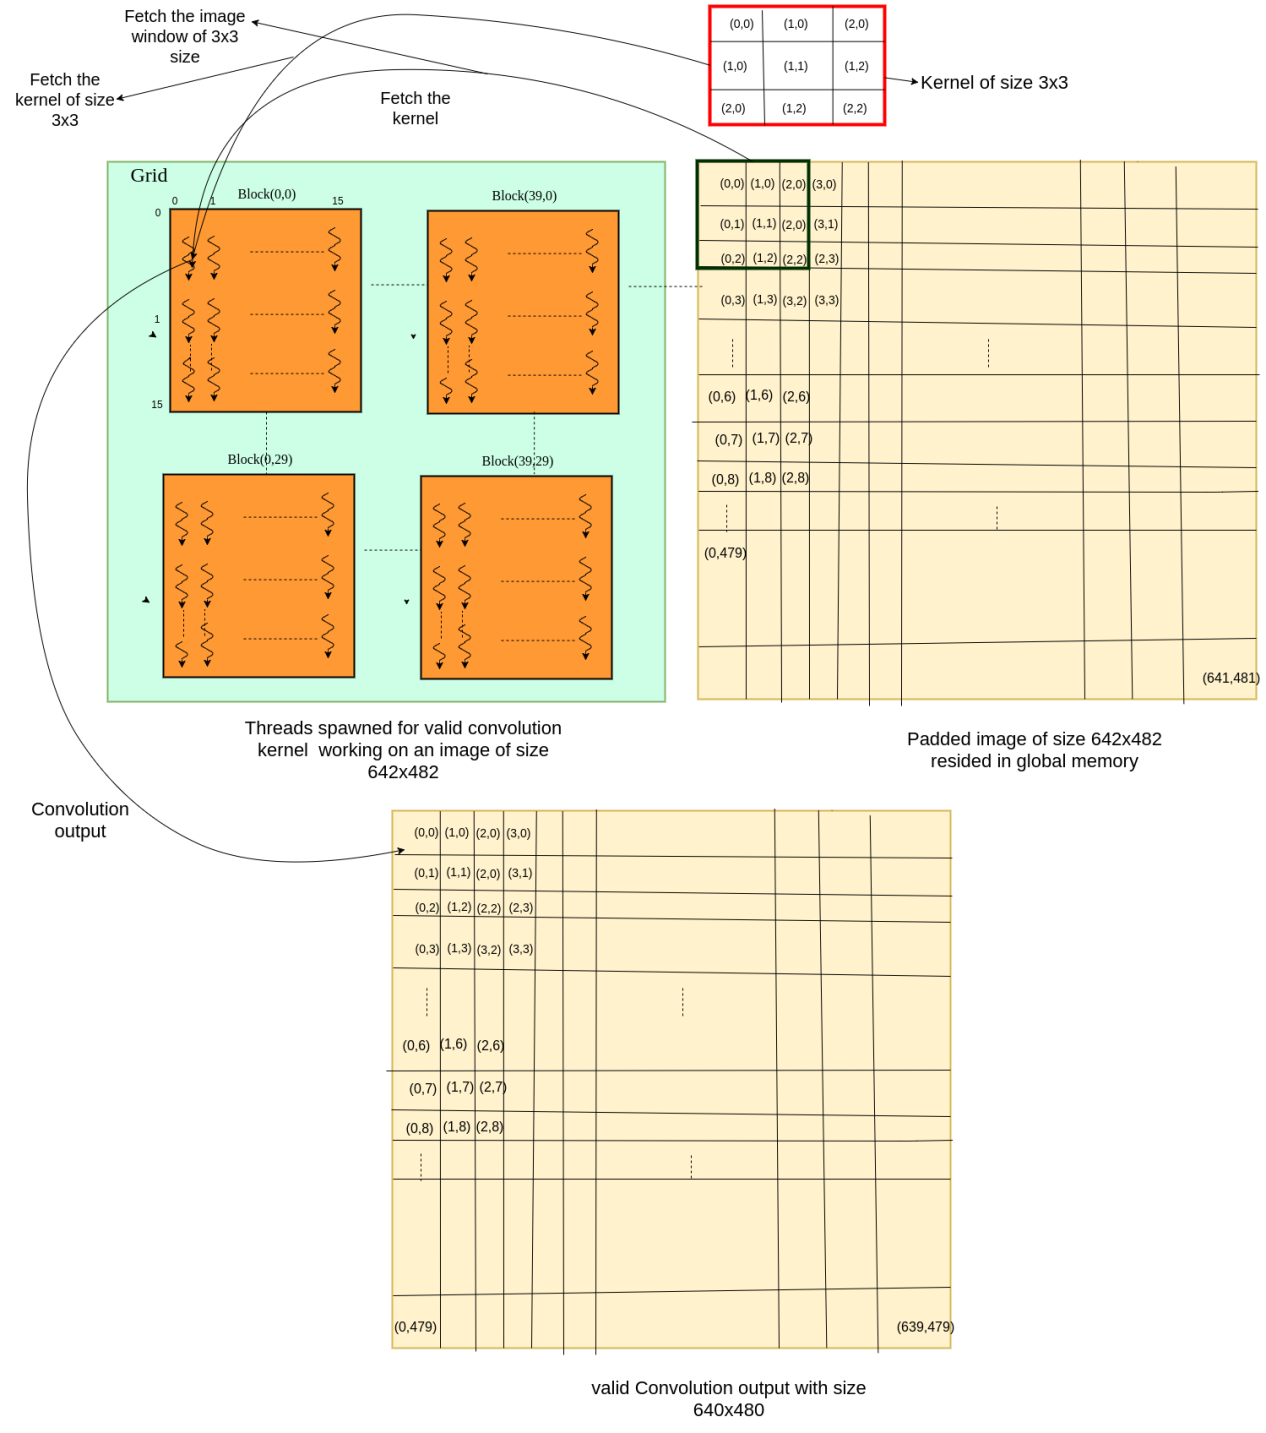 Fetch the image
window of 3x3
size
Fetch the
kernel of size
3x3
Fetch the
kernel
(0,0) (1,0) (2,0)
(1,0) (1,1) (1,2)
(2,0) (1,2) (2,2)
Kernel of size 3x3
Grid
Block(0,0)
0 1 15
0
1
15
Block(39,0)
Block(0,29)
Block(39,29)
Threads spawned for valid convolution
kernel working on an image of size
642x482
(0,0) (1,0) (2,0) (3,0)
(0,1) (1,1) (2,0) (3,1)
(0,2) (1,2) (2,2) (2,3)
(0,3) (1,3) (3,2) (3,3)
(0,6) (1,6) (2,6)
(0,7) (1,7) (2,7)
(0,8) (1,8) (2,8)
(0,479)
(641,481)
Padded image of size 642x482
resided in global memory
Convolution
output
(0,0) (1,0) (2,0) (3,0)
(0,1) (1,1) (2,0) (3,1)
(0,2) (1,2) (2,2) (2,3)
(0,3) (1,3) (3,2) (3,3)
(0,6) (1,6) (2,6)
(0,7) (1,7) (2,7)
(0,8) (1,8) (2,8)
(0,479)
(639,479)
valid Convolution output with size
640x480